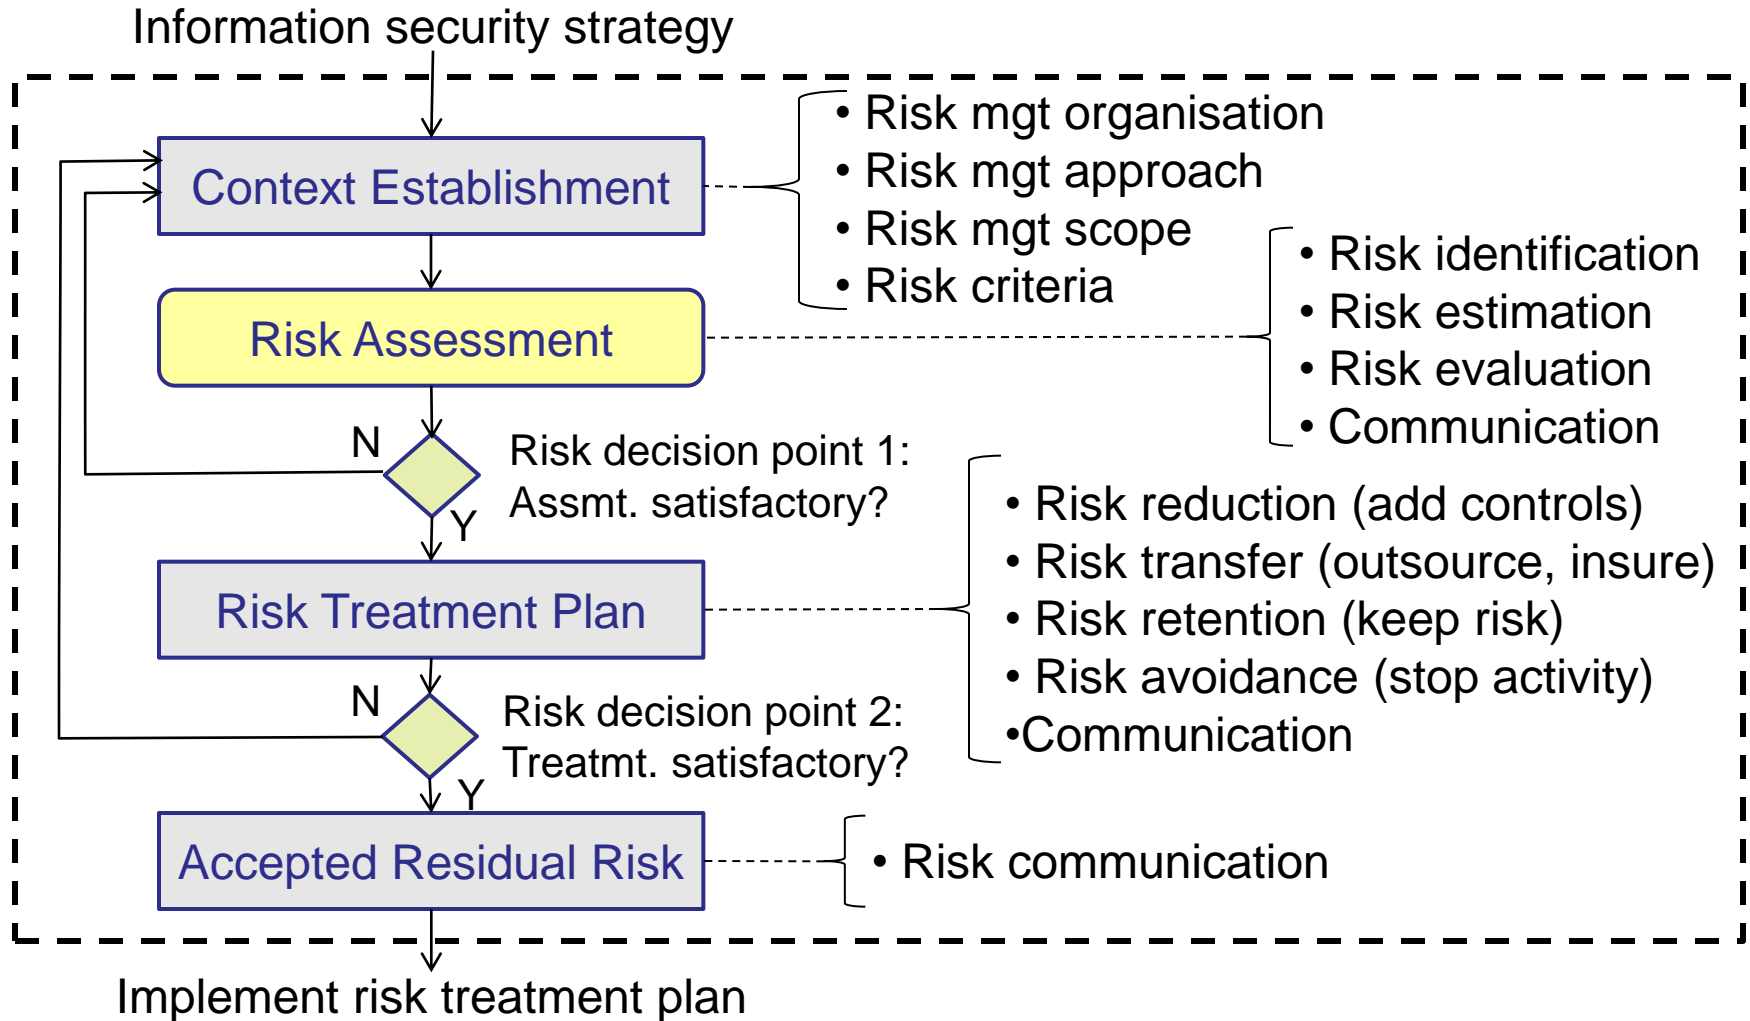 Information security strategy
Context Establishment
• Risk mgt organisation
• Risk mgt approach
• Risk mgt scope
• Risk criteria
Risk Assessment
• Risk identification
• Risk estimation
• Risk evaluation
• Communication
N
Risk decision point 1:
Assmt. satisfactory?
Y
Risk Treatment Plan
• Risk reduction (add controls)
• Risk transfer (outsource, insure)
• Risk retention (keep risk)
• Risk avoidance (stop activity)
•Communication
N
Risk decision point 2:
Treatmt. satisfactory?
Y
Accepted Residual Risk
• Risk communication
Implement risk treatment plan